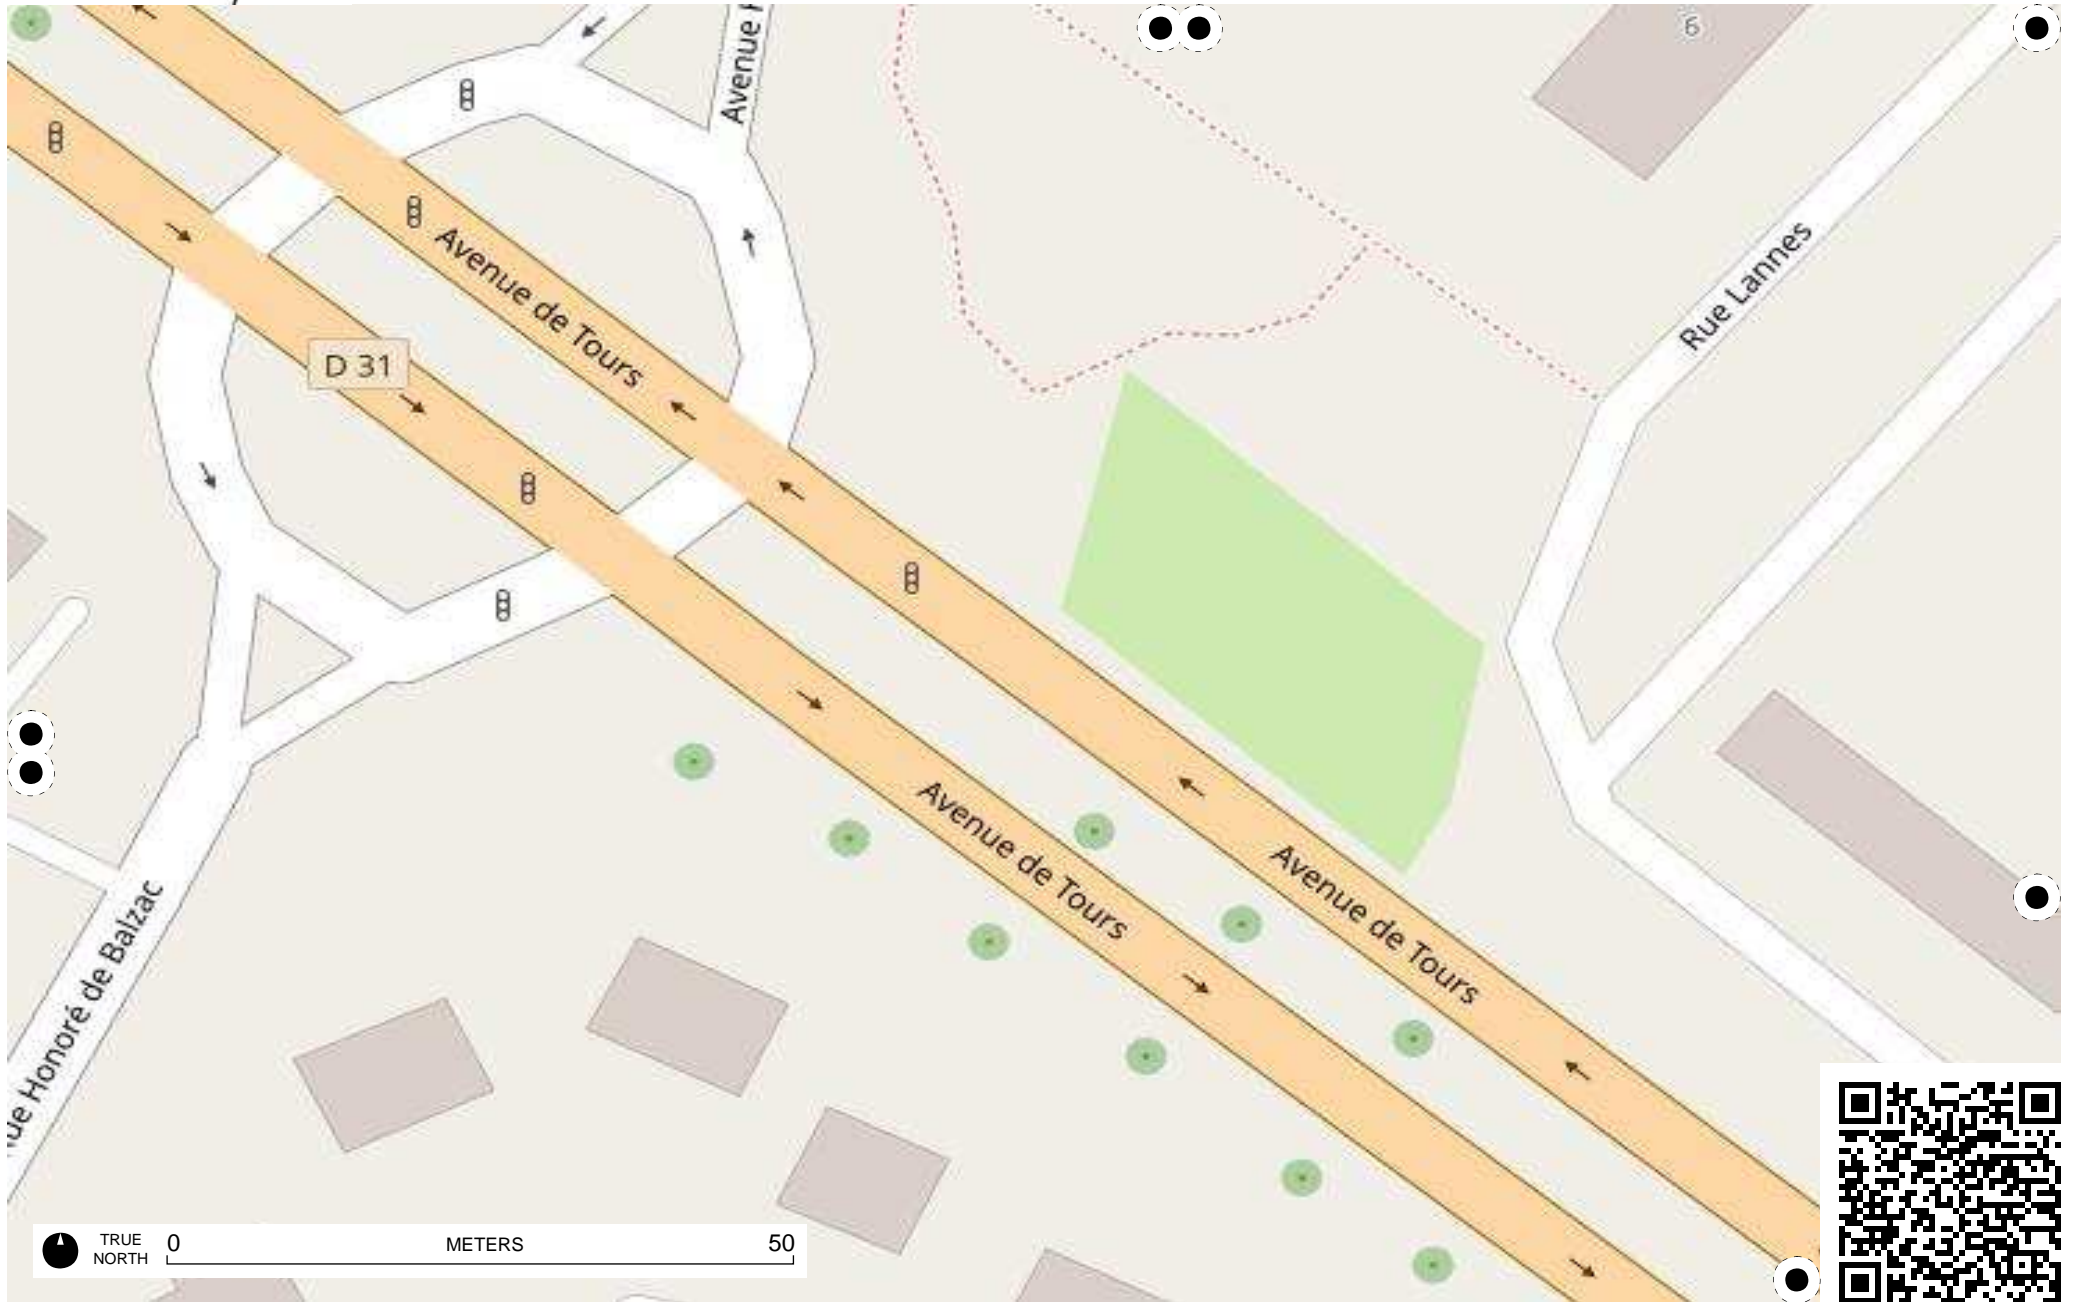 6
Avenue
Avenue de Tours
Rue Lannes
D 31
Avenue de Tours
Avenue de Tours
Honoré de Balzac
TRUE
NORTH
0 METERS 50